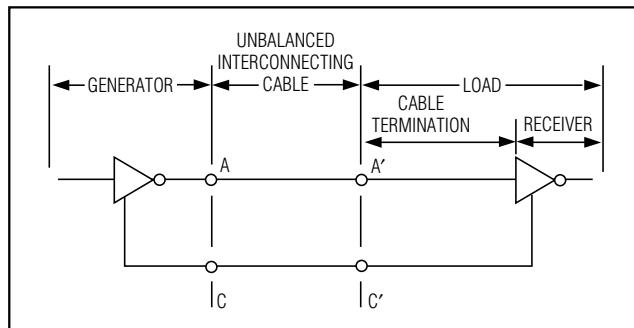 UNBALANCED
INTERCONNECTING
GENERATOR CABLE LOAD
CABLE
TERMINATION RECEIVER
A A′
C C′